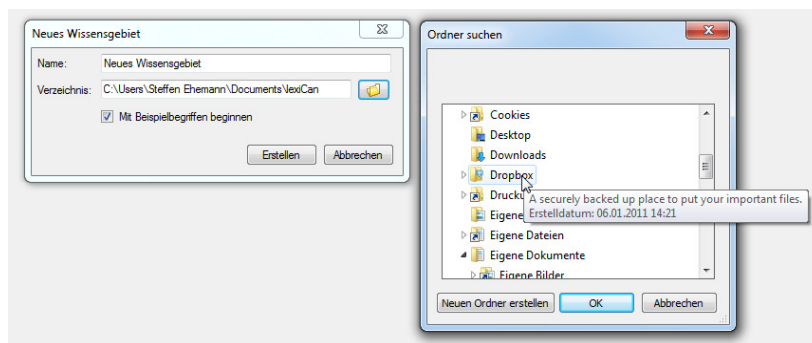 Neues Wissensgebiet
Name: Neues Wissensgebiet
Verzeichnis: C:\Users\Steffen Ehemann\Documents\lexiCan
Mit Beispielbegriffen beginnen
Erstellen Abbrechen
Ordner suchen
Cookies
Desktop
Downloads
Dropbox
A securely backed up place to put your important files.
Erstelldatum: 06.01.2011 14:21
Eigene
Eigene Dateien
Eigene Dokumente
Eigene Bilder
Neuen Ordner erstellen OK Abbrechen